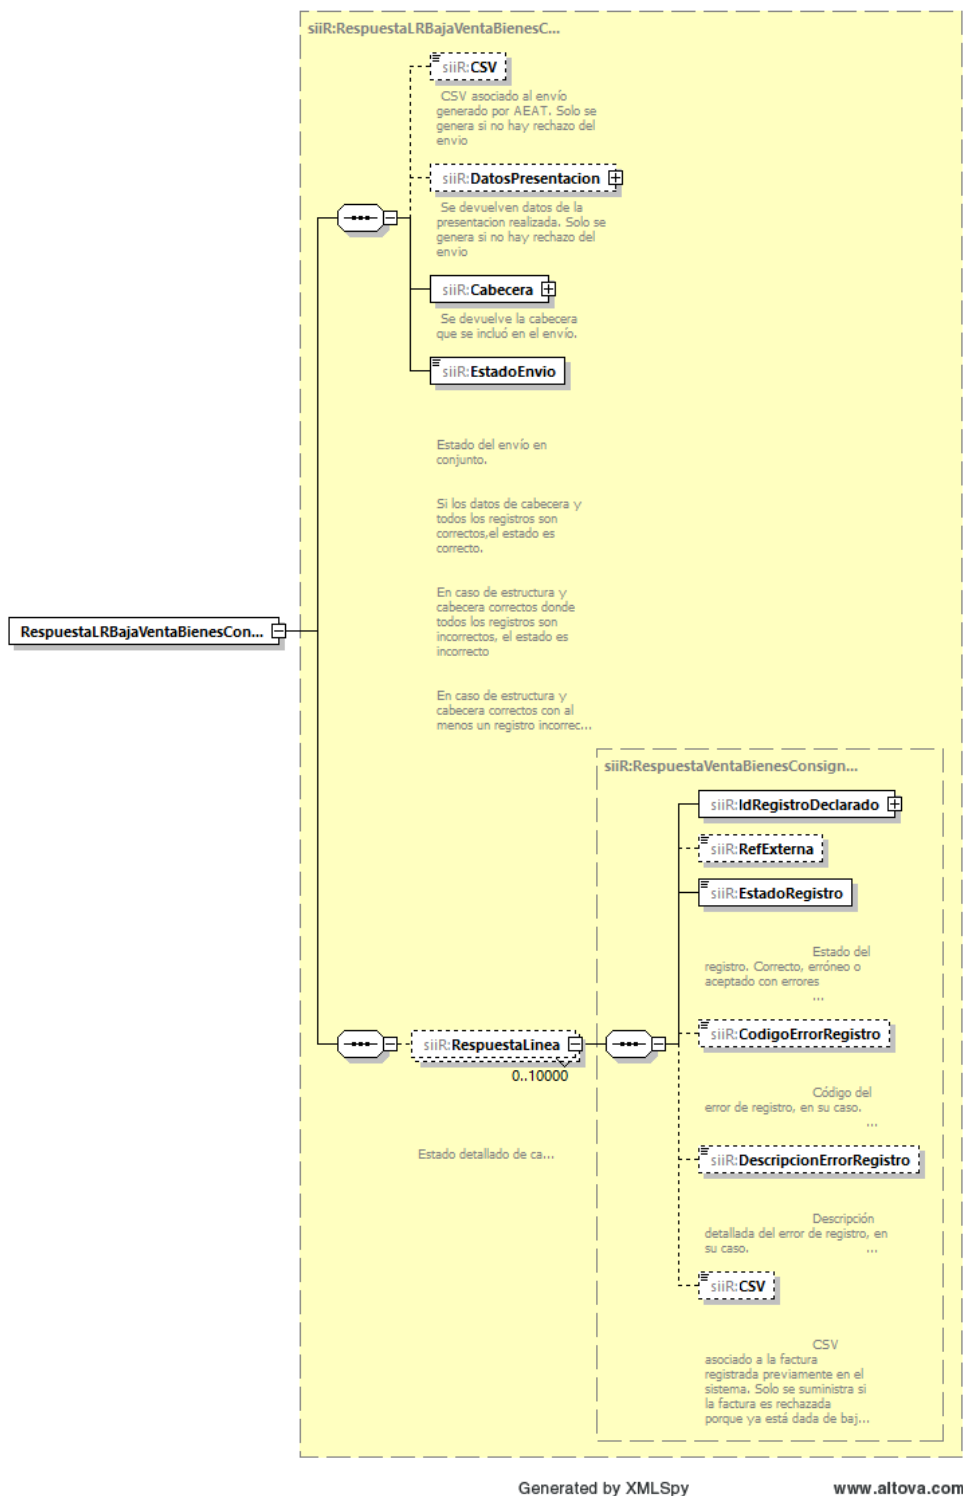 siiR:RespuestaLRBajaVentaBienesC...
siiR:CSV
CSV asociado al envío
generado por AEAT. Solo se
genera si no hay rechazo del
envio
siiR:DatosPresentacion
Se devuelven datos de la
presentacion realizada. Solo se
genera si no hay rechazo del
envio
siiR:Cabecera
Se devuelve la cabecera
que se incluó en el envío.
siiR:EstadoEnvio
Estado del envío en
conjunto.
Si los datos de cabecera y
todos los registros son
correctos,el estado es
correcto.
En caso de estructura y
cabecera correctos donde
todos los registros son
incorrectos, el estado es
incorrecto
En caso de estructura y
cabecera correctos con al
menos un registro incorrec...
RespuestaLRBajaVentaBienesCon...
siiR:RespuestaVentaBienesConsign...
siiR:IdRegistroDeclarado
siiR:RefExterna
siiR:EstadoRegistro
Estado del
registro. Correcto, erróneo o
aceptado con errores
...
siiR:CodigoErrorRegistro
siiR:RespuestaLinea
0..10000
Código del
error de registro, en su caso.
...
Estado detallado de ca...
siiR:DescripcionErrorRegistro
Descripción
detallada del error de registro, en
su caso. ...
siiR:CSV
CSV
asociado a la factura
registrada previamente en el
sistema. Solo se suministra si
la factura es rechazada
porque ya está dada de baj...
Generated by XMLSpy www.altova.com